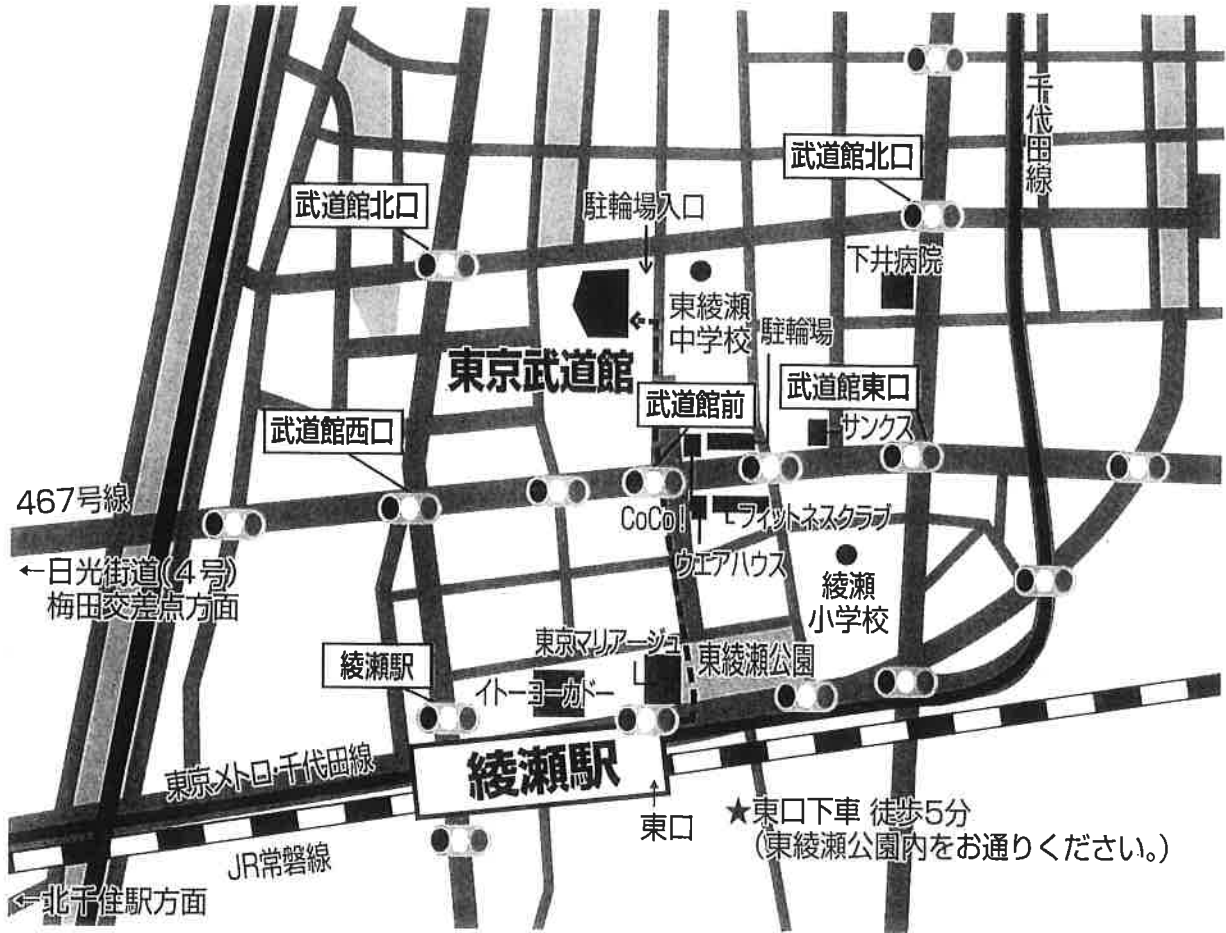 千代田線
武道館北口
武道館北口
駐輪場入口
下井病院
東綾瀬
中学校
駐輪場
東京武道館
武道館東口
武道館前
サンクス
武道館西口
467号線
CoCo!
フィットネスクラブ
ウエアハウス
←日光街道(4号)
梅田交差点方面
綾瀬
小学校
東京マリアージュ
東綾瀬公園
綾瀬駅
イトーヨーカドー
綾瀬駅
東京メトロ・千代田線
東口
★東口下車 徒歩5分
(東綾瀬公園内をお通りください。)
JR常磐線
←北千住駅方面